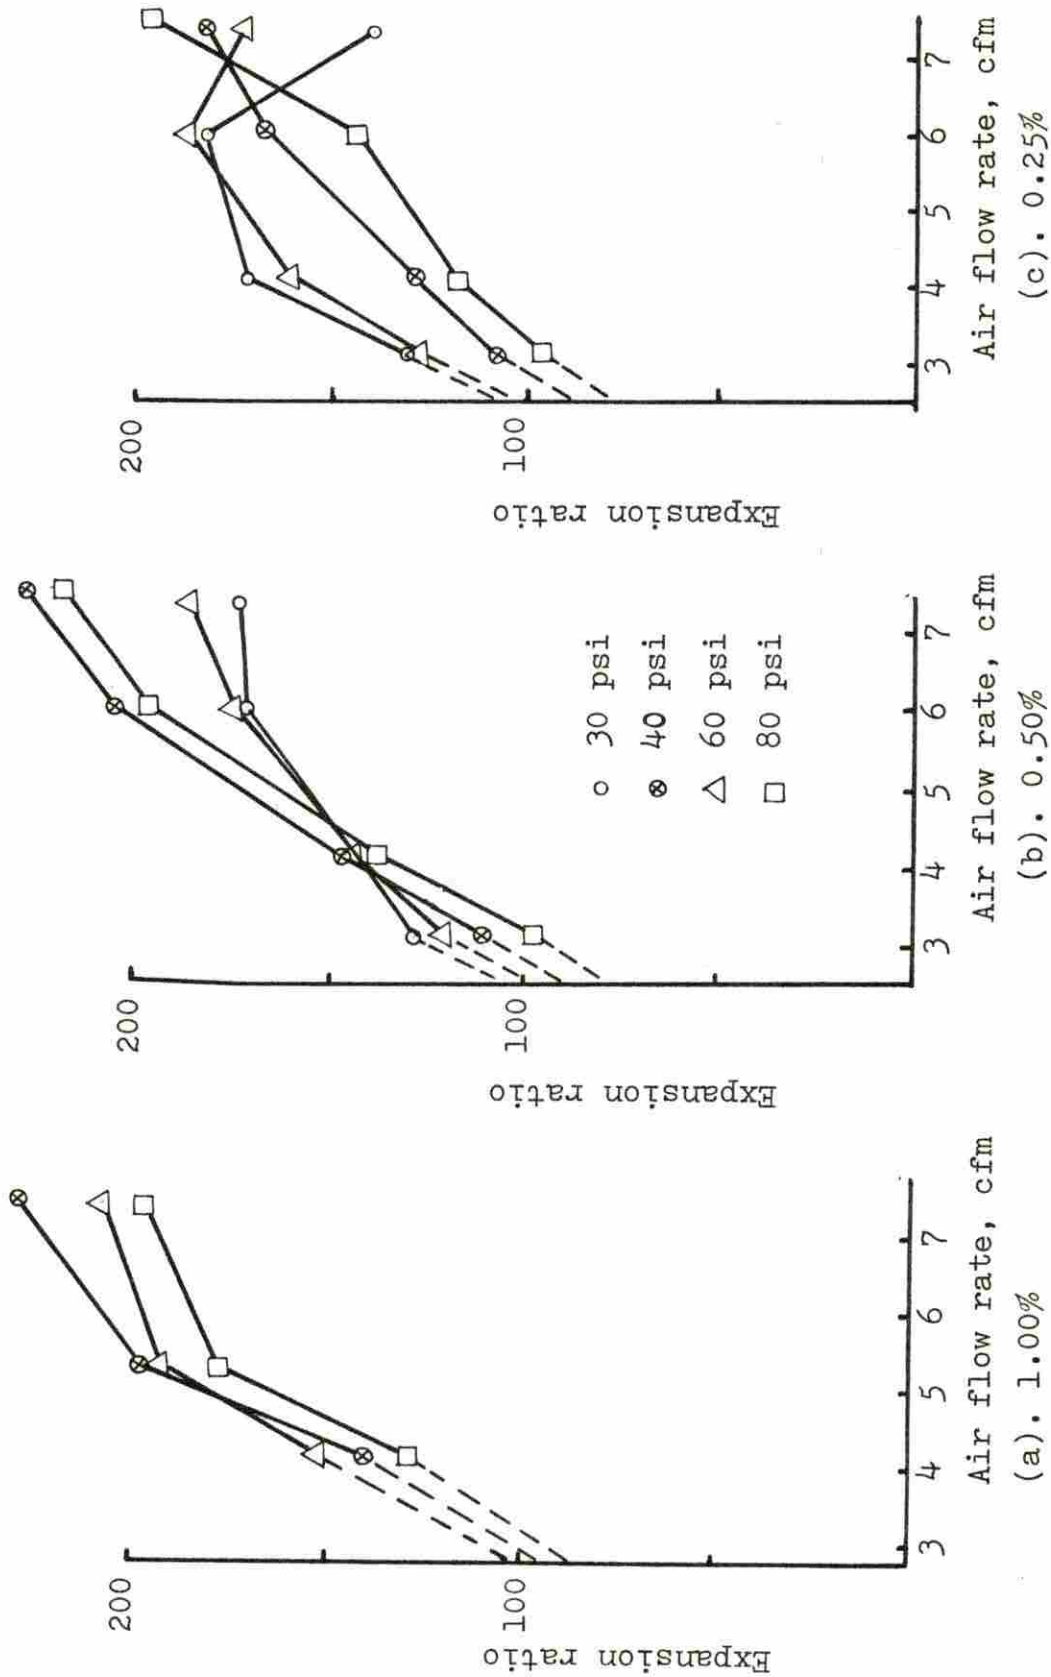 200
100
Expansion ratio
3 4 5 6 7
Air flow rate, cfm
(a). 1.00%
200
100
Expansion ratio
30 psi
40 psi
60 psi
80 psi
3 4 5 6 7
Air flow rate, cfm
(b). 0.50%
200
100
Expansion ratio
3 4 5 6 7
Air flow rate, cfm
(c). 0.25%